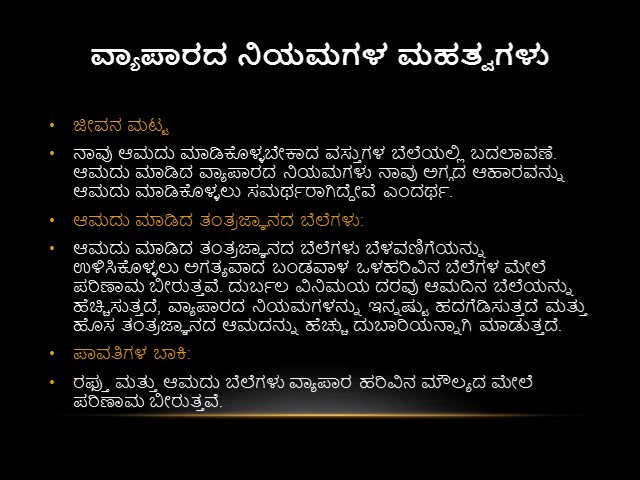 ವ್ಯಾಪಾರದ ನಿಯಮಗಳ ಮಹತ್ವಗಳು
• ಜೀವನ ಮಟ್ಟ
• ನಾವು ಆಮದು ಮಾಡಿಕೊಳ್ಳಬೇಕಾದ ವಸ್ತುಗಳ ಬೆಲೆಯಲ್ಲಿ ಬದಲಾವಣೆ.
ಆಮದು ಮಾಡಿದ ವ್ಯಾಪಾರದ ನಿಯಮಗಳು ನಾವು ಅಗ್ಗದ ಆಹಾರವನ್ನು
ಆಮದು ಮಾಡಿಕೊಳ್ಳಲು ಸಮರ್ಥರಾಗಿದ್ದೇವೆ ಎಂದರ್ಥ.
• ಆಮದು ಮಾಡಿದ ತಂತ್ರಜ್ಞಾನದ ಬೆಲೆಗಳು:
• ಆಮದು ಮಾಡಿದ ತಂತ್ರಜ್ಞಾನದ ಬೆಲೆಗಳು ಬೆಳವಣಿಗೆಯನ್ನು
ಉಳಿಸಿಕೊಳ್ಳಲು ಅಗತ್ಯವಾದ ಬಂಡವಾಳ ಒಳಹರಿವಿನ ಬೆಲೆಗಳ ಮೇಲೆ
ಪರಿಣಾಮ ಬೀರುತ್ತವೆ. ದುರ್ಬಲ ವಿನಿಮಯ ದರವು ಆಮದಿನ ಬೆಲೆಯನ್ನು
ಹೆಚ್ಚಿಸುತ್ತದೆ, ವ್ಯಾಪಾರದ ನಿಯಮಗಳನ್ನು ಇನ್ನಷ್ಟು ಹದಗೆಡಿಸುತ್ತದೆ ಮತ್ತು
ಹೊಸ ತಂತ್ರಜ್ಞಾನದ ಆಮದನ್ನು ಹೆಚ್ಚು ದುಬಾರಿಯನ್ನಾಗಿ ಮಾಡುತ್ತದೆ.
• ಪಾವತಿಗಳ ಬಾಕಿ:
• ರಫ್ತು ಮತ್ತು ಆಮದು ಬೆಲೆಗಳು ವ್ಯಾಪಾರ ಹರಿವಿನ ಮೌಲ್ಯದ ಮೇಲೆ
ಪರಿಣಾಮ ಬೀರುತ್ತವೆ.